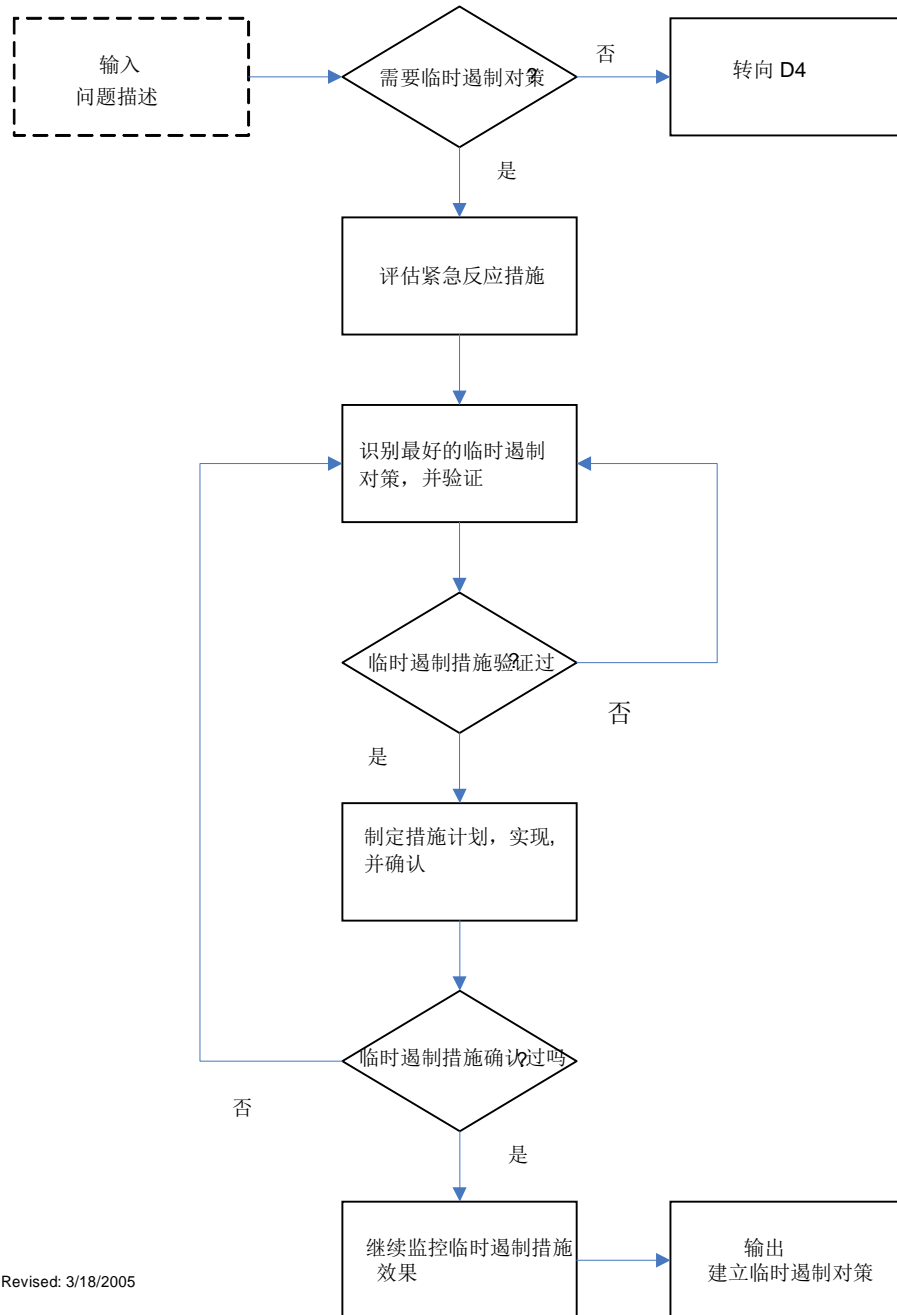 输入
问题描述
需要临时遏制对策?
否
转向 D4
是
评估紧急反应措施
识别最好的临时遏制
对策，并验证
临时遏制措施验证过?
否
是
制定措施计划，实现,
并确认
临时遏制措施确认过吗?
否
是
继续监控临时遏制措施
效果
输出
建立临时遏制对策
Revised: 3/18/2005